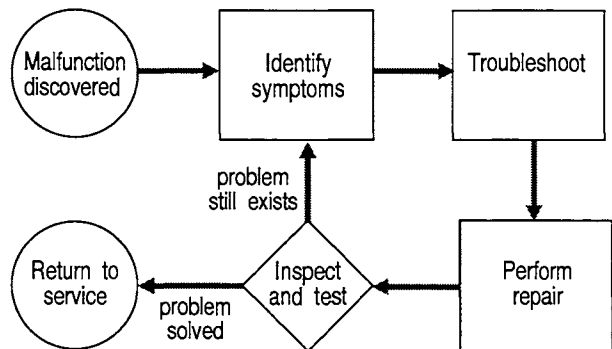 Malfunction
discovered
Identify
symptoms
Troubleshoot
problem
still exists
Return to
service
problem
solved
Inspect
and test
Perform
repair